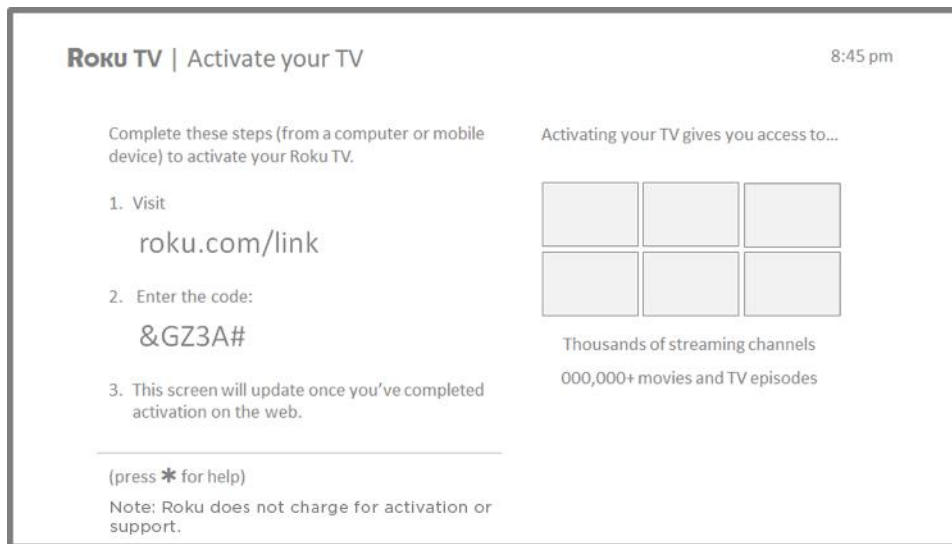 Roku TV | Activate your TV
8:45 pm
Complete these steps (from a computer or mobile
device) to activate your Roku TV.
1. Visit
roku.com/link
2. Enter the code:
&GZ3A#
3. This screen will update once you've completed
activation on the web.
(press ✱ for help)
Note: Roku does not charge for activation or
support.
Activating your TV gives you access to...
Thousands of streaming channels
000,000+ movies and TV episodes